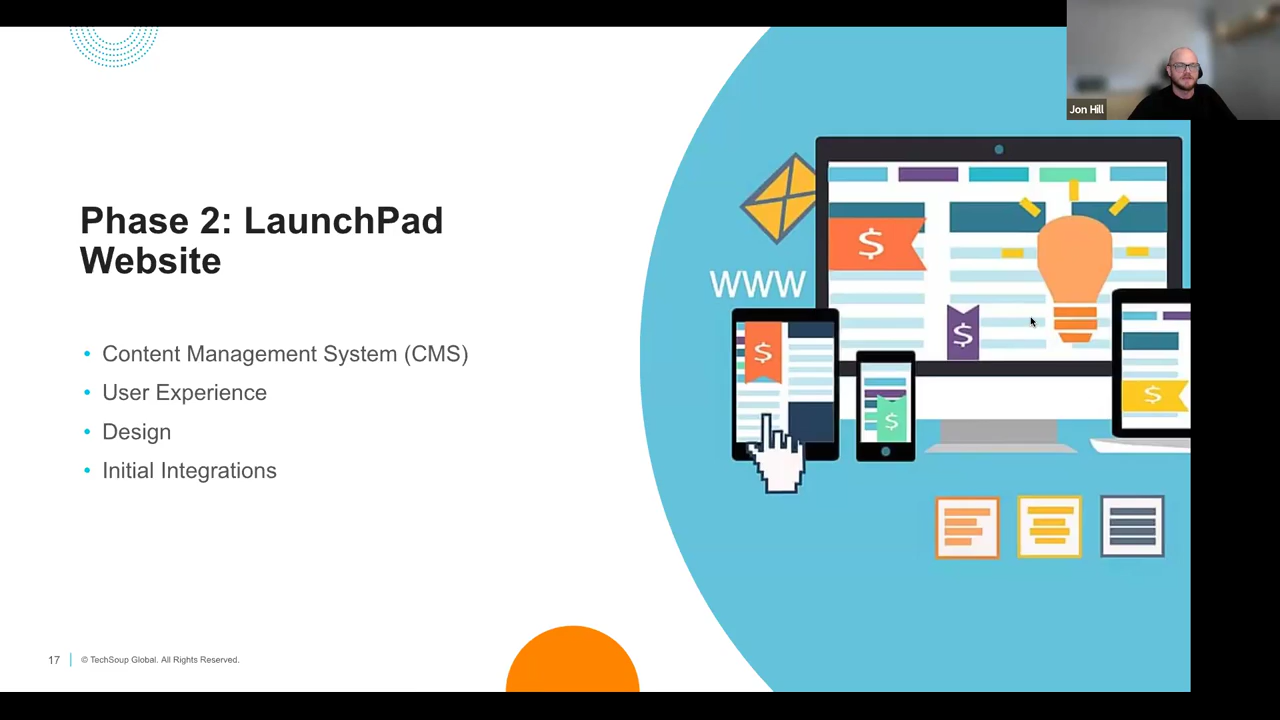 Jon Hill
Phase 2: LaunchPad
Website
• Content Management System (CMS)
• User Experience
• Design
• Initial Integrations
WWW
$
$
$
$
$
17
© TechSoup Global. All Rights Reserved.